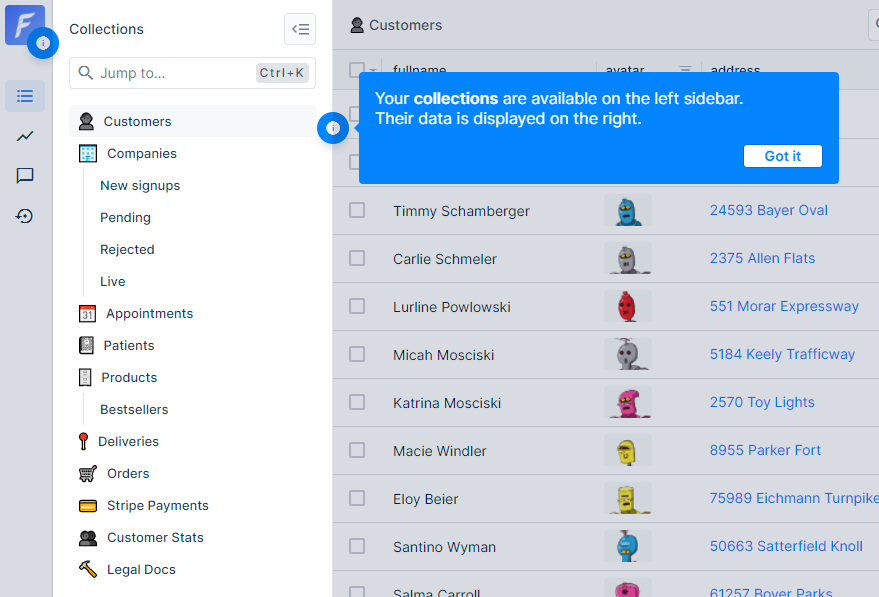 Collections
Jump to...
Ctrl+K
Customers
Companies
New signups
Pending
Rejected
Live
Appointments
31
Patients
Products
Bestsellers
Deliveries
Orders
Stripe Payments
Customer Stats
Legal Docs
Customers
fullname avatar address
Your collections are available on the left sidebar.
Their data is displayed on the right.
Got it
Timmy Schamberger 24593 Bayer Oval
Carlie Schmeler 2375 Allen Flats
Lurline Powlowski 551 Morar Expressway
Micah Mosciski 5184 Keely Trafficway
Katrina Mosciski 2570 Toy Lights
Macie Windler 8955 Parker Fort
Eloy Beier 75989 Eichmann Turnpike
Santino Wyman 50663 Satterfield Knoll
Salma Carroll 61257 Boyer Parks